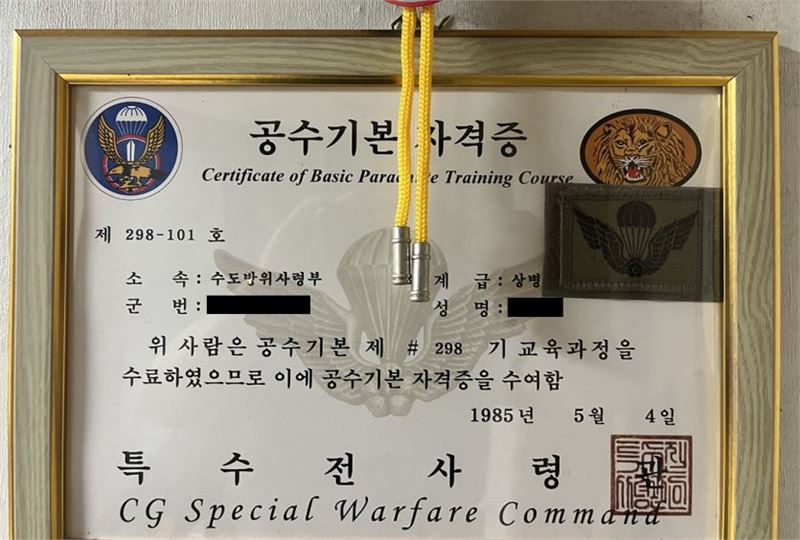 공수기본 자격증
Certificate of Basic Parachute Training Course
제 298-101 호
소 속 : 수도방위사령부 계 급 : 상병
군 번 : 성 명 :
위 사람은 공수기본 제 # 298 기 교육과정을
수료하였으므로 이에 공수기본 자격증을 수여함
1985년 5월 4일
특 수 전 사 령 관
CG Special Warfare Command